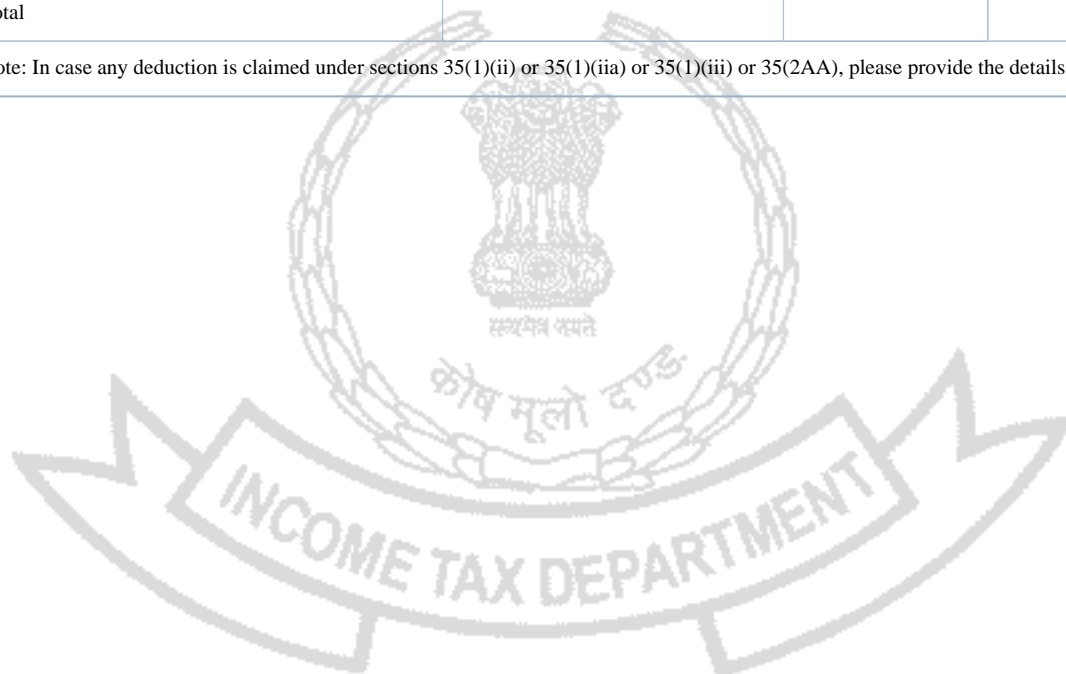 otal
ote: In case any deduction is claimed under sections 35(1)(ii) or 35(1)(iia) or 35(1)(iii) or 35(2AA), please provide the details
सत्यमेव जयते
कोष मूलो दण्डः
INCOME TAX DEPARTMENT